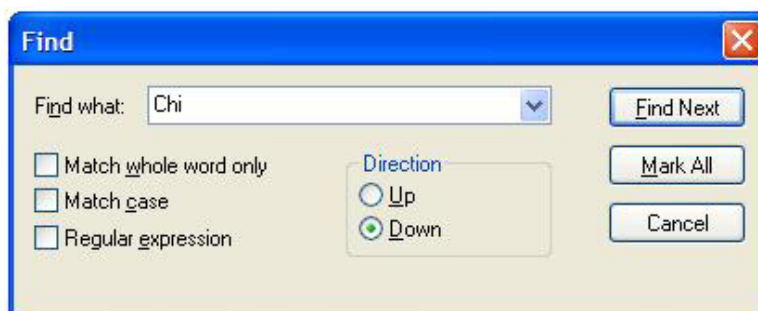 Find
Find what: Chi
Find Next
Match whole word only
Direction
Mark All
Match case
Up
Regular expression
Down
Cancel